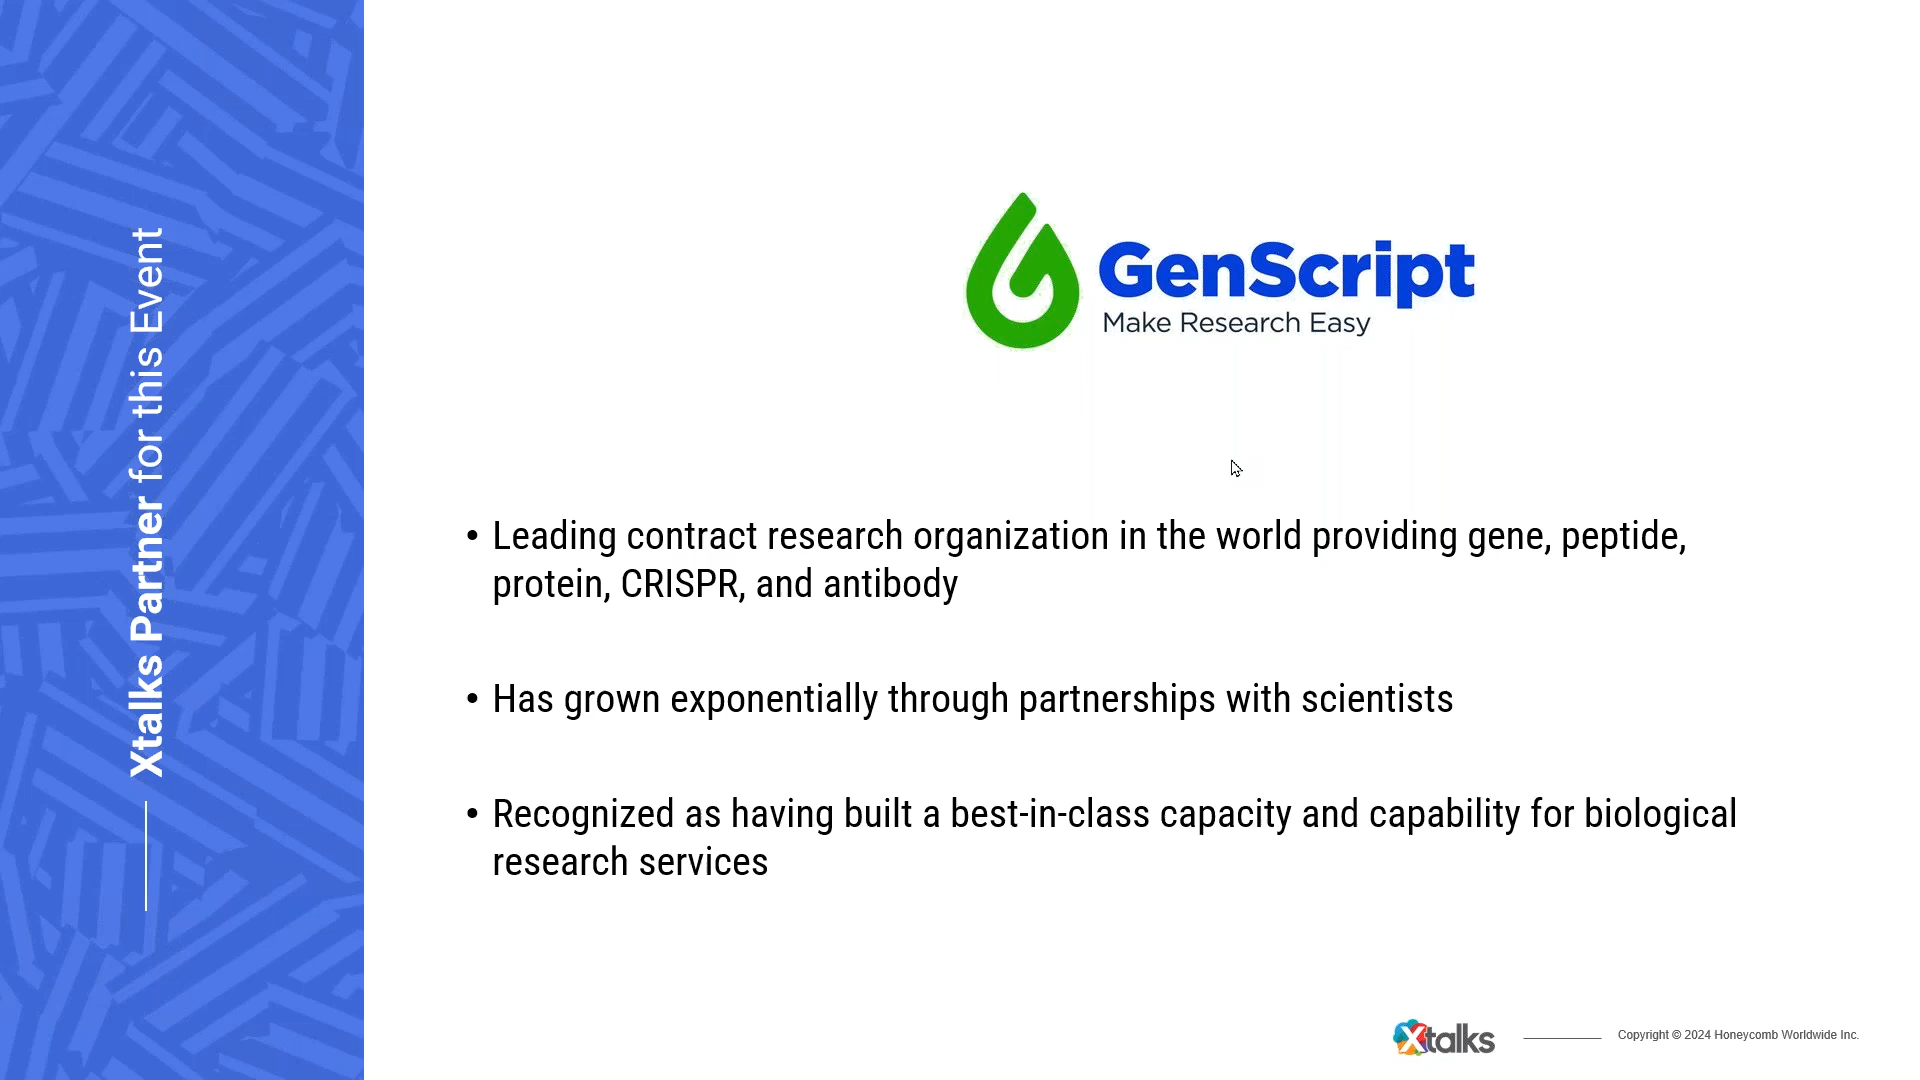 Xtalks Partner for this Event
GenScript
Make Research Easy
• Leading contract research organization in the world providing gene, peptide,
protein, CRISPR, and antibody
• Has grown exponentially through partnerships with scientists
• Recognized as having built a best-in-class capacity and capability for biological
research services
Xtalks
Copyright © 2024 Honeycomb Worldwide Inc.